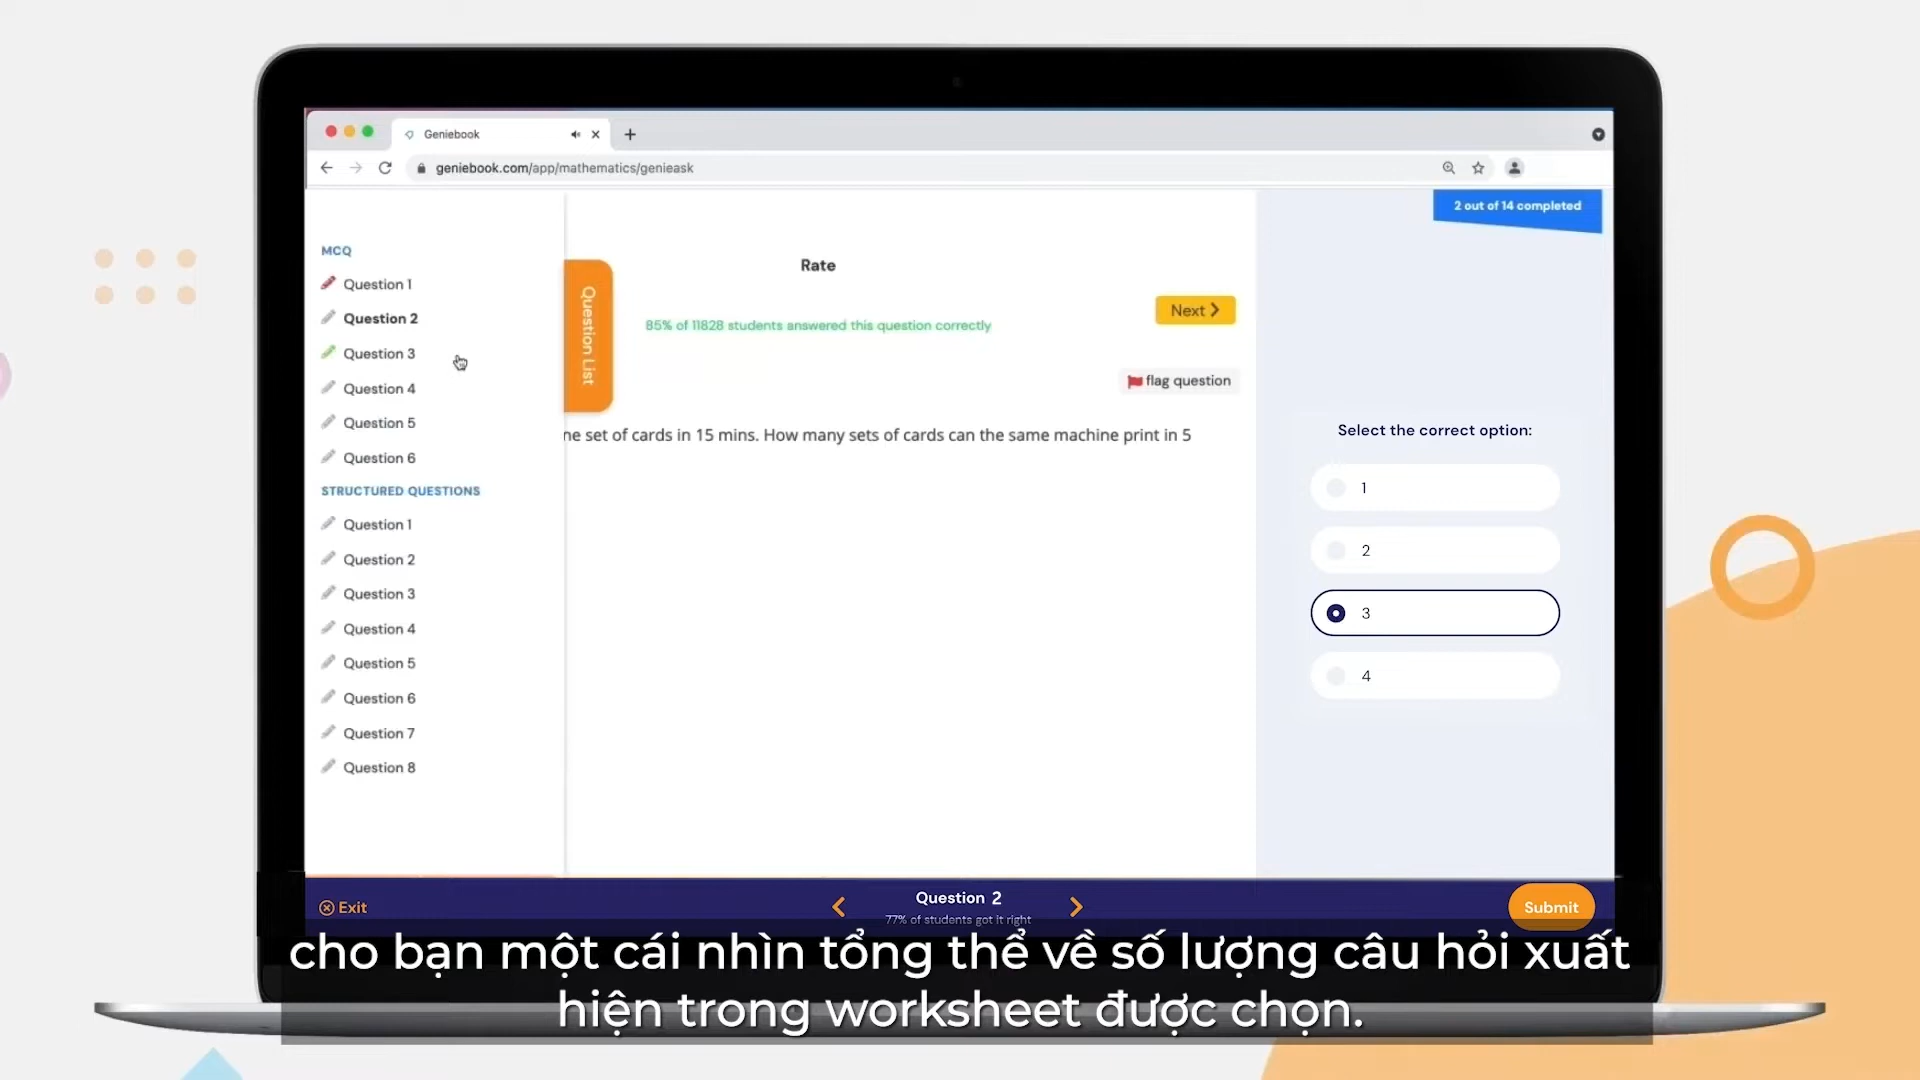 Geniebook
geniebook.com/app/mathematics/genieask
2 out of 14 completed
MCQ
Question 1
Question 2
Question 3
Question 4
Question 5
Question 6
STRUCTURED QUESTIONS
Question 1
Question 2
Question 3
Question 4
Question 5
Question 6
Question 7
Question 8
Question List
Rate
85% of 11828 students answered this question correctly
Next
flag question
ne set of cards in 15 mins. How many sets of cards can the same machine print in 5
Select the correct option:
1
2
3
4
Exit
Question 2
77% of students got it right
Submit
cho bạn một cái nhìn tổng thể về số lượng câu hỏi xuất
hiện trong worksheet được chọn.